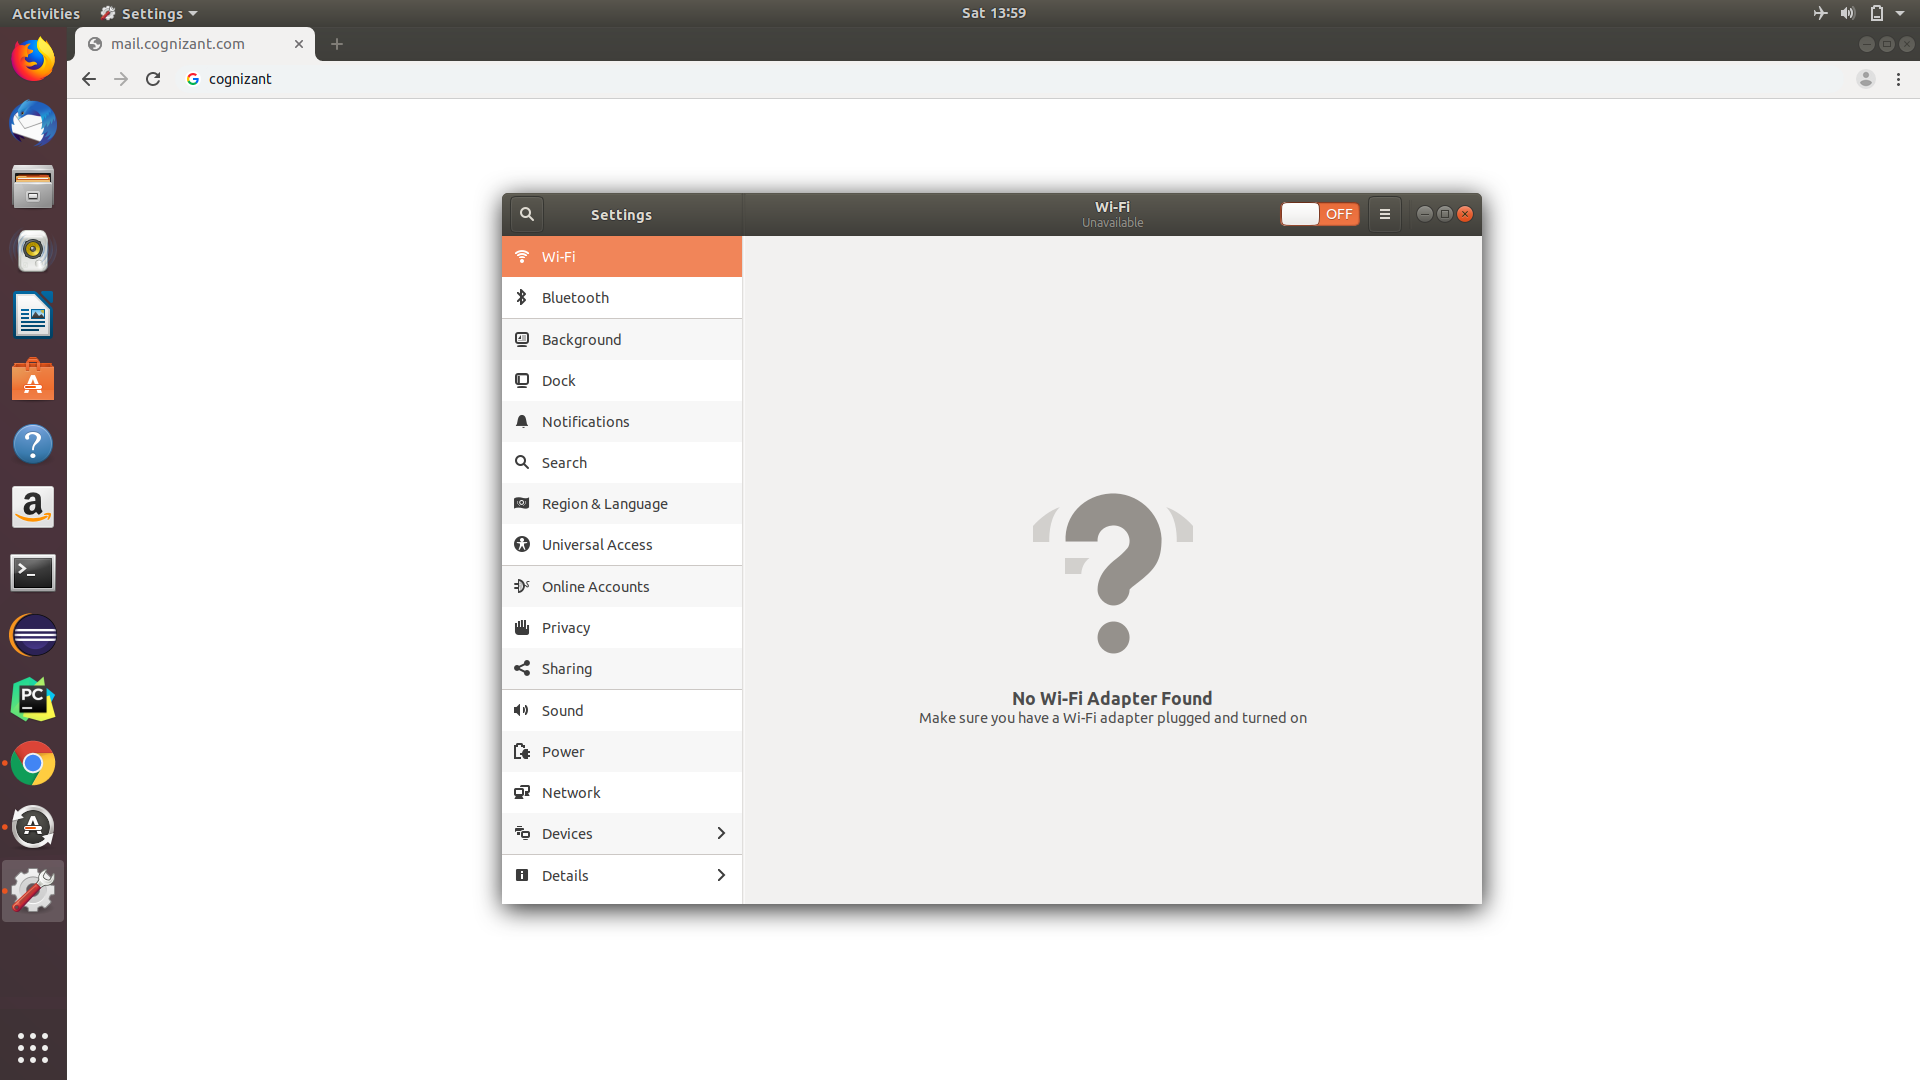 Activities
Settings
Sat 13:59
mail.cognizant.com
cognizant
Settings
Wi-Fi
Unavailable
OFF
Wi-Fi
Bluetooth
Background
Dock
Notifications
Search
Region & Language
Universal Access
Online Accounts
Privacy
Sharing
Sound
Power
Network
Devices
Details
No Wi-Fi Adapter Found
Make sure you have a Wi-Fi adapter plugged and turned on